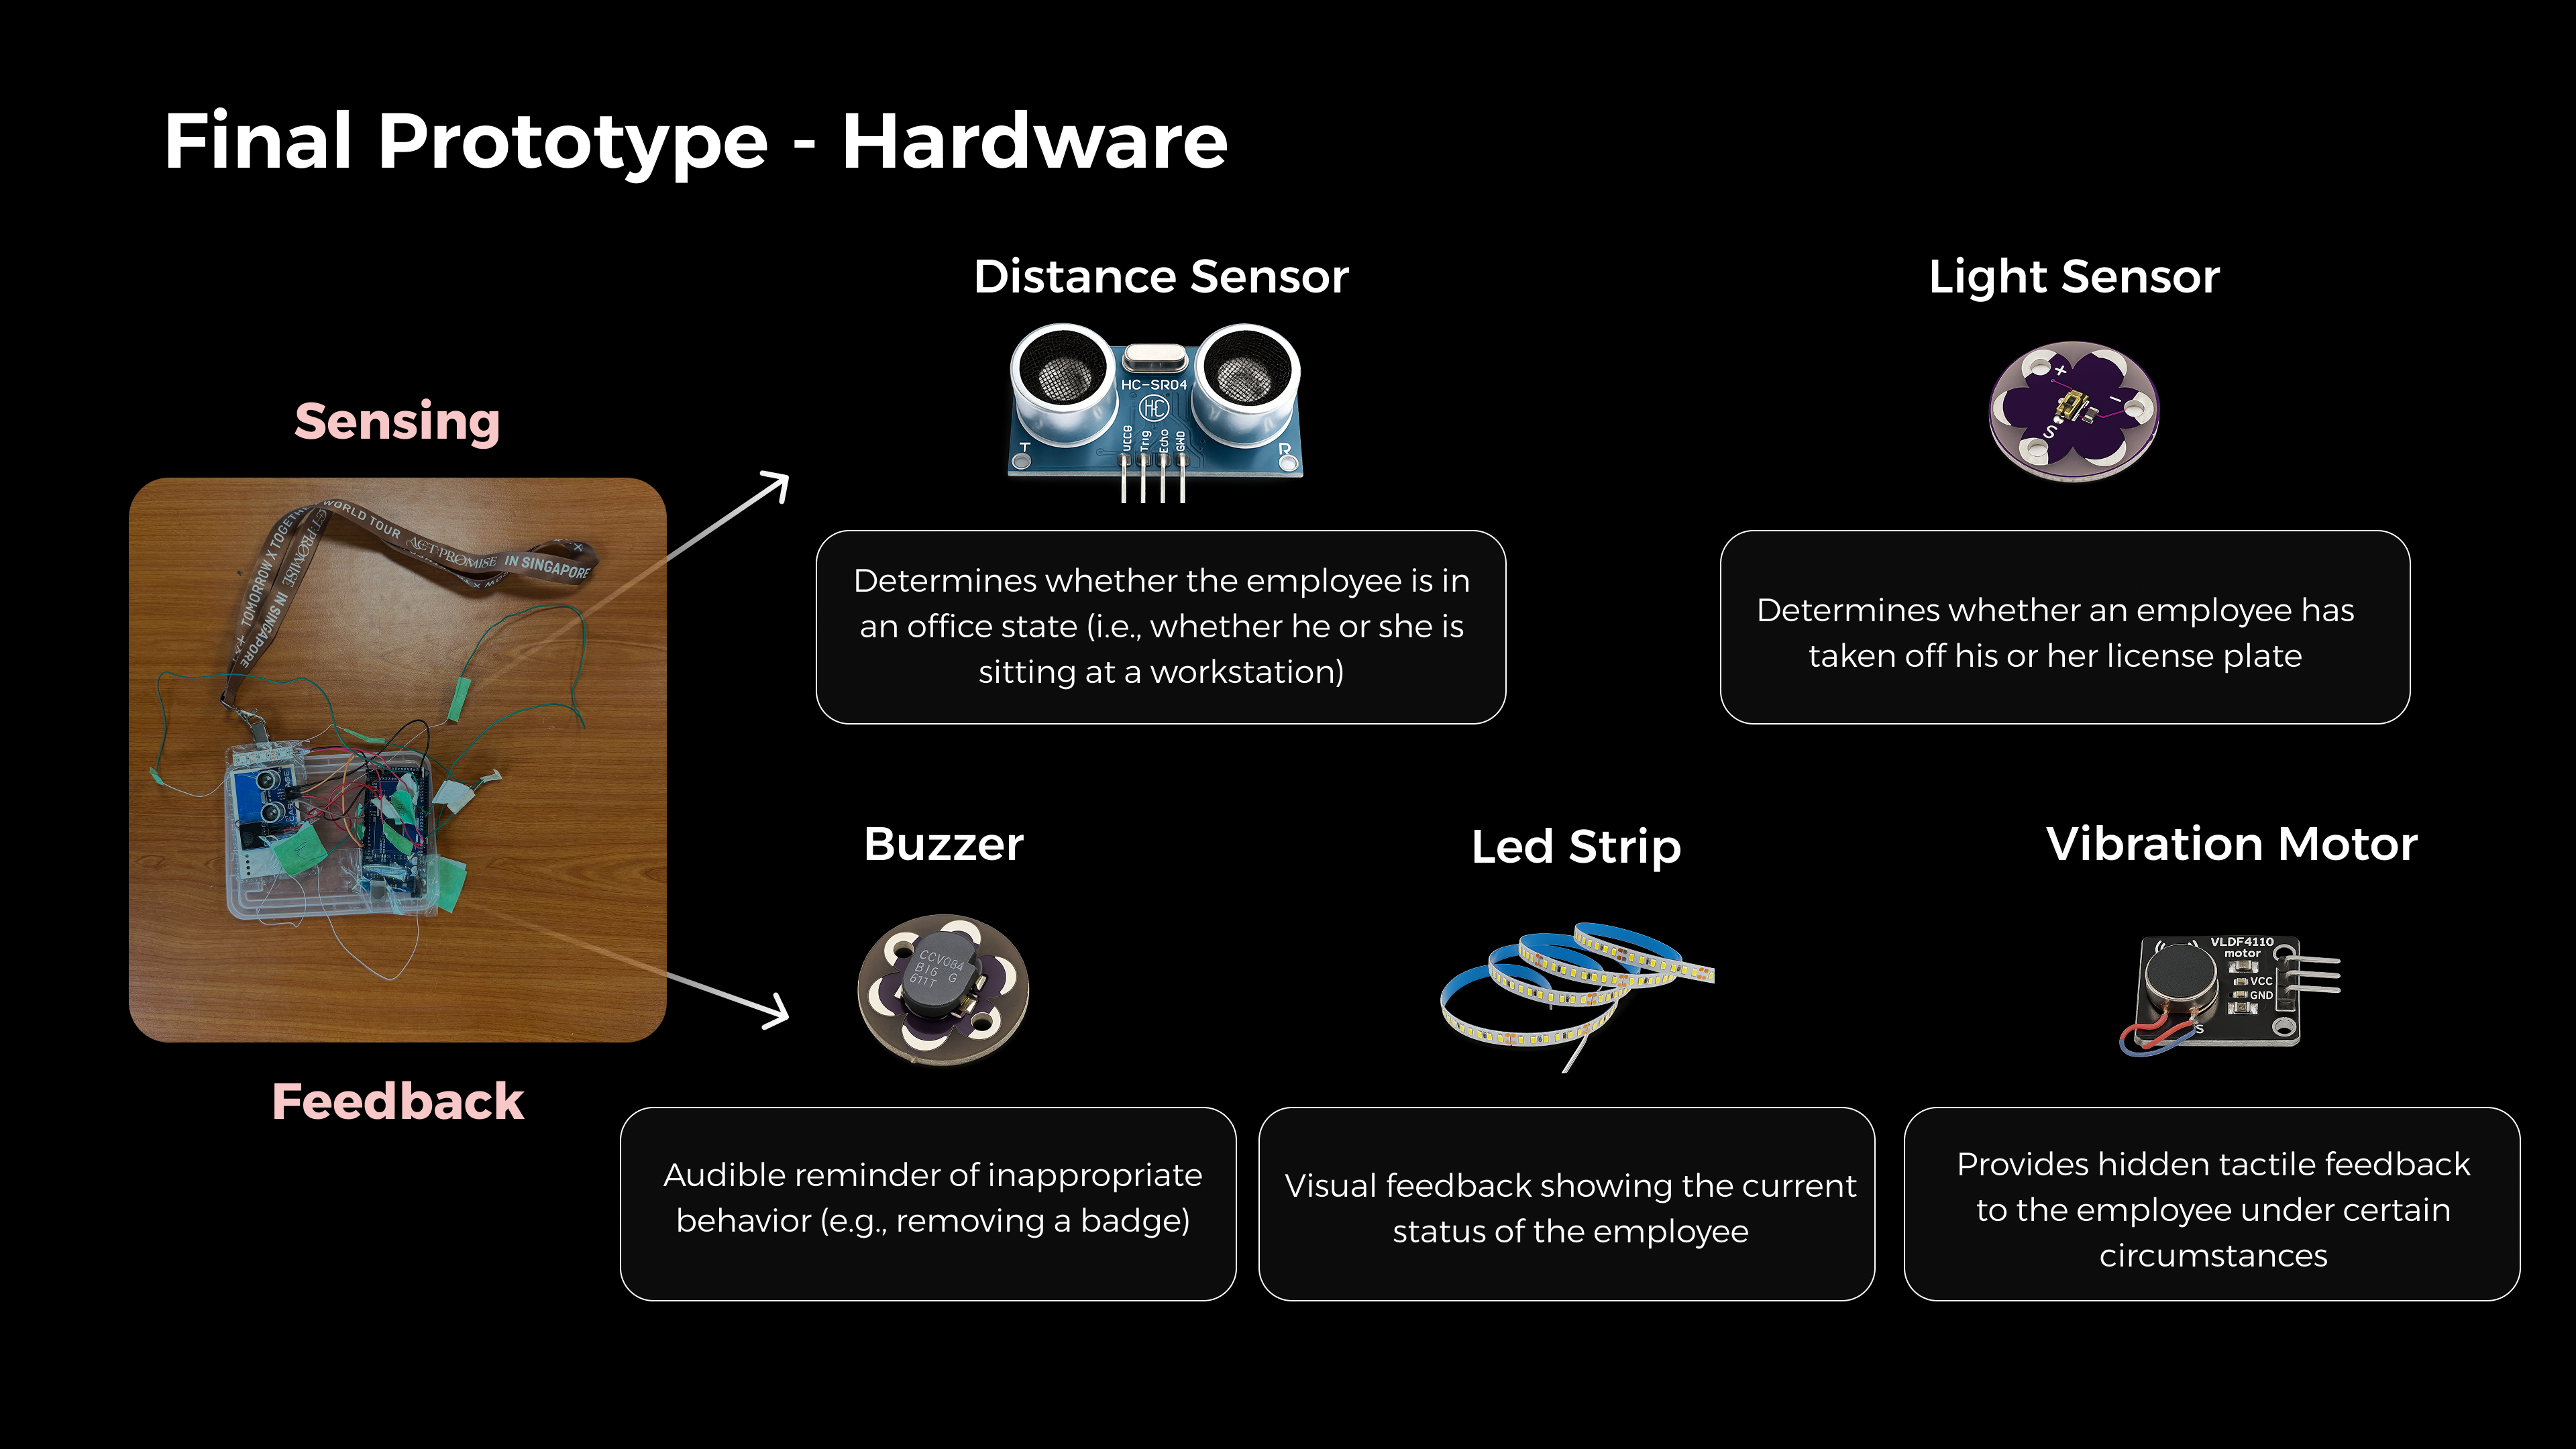 Final Prototype - Hardware
Distance Sensor
Light Sensor
HC-SR04
HC
T
R
Trig
Echo
+
−
S
Sensing
Determines whether the employee is in
an office state (i.e., whether he or she is
sitting at a workstation)
Determines whether an employee has
taken off his or her license plate
WORLD TOUR
ACT:PROMISE
IN SINGAPORE
TOMORROW X TOGETHER
IN SINGAPORE
Buzzer
Led Strip
Vibration Motor
CCV084
B16 G
611T
VLDF4110
motor
VCC
GND
S
Feedback
Audible reminder of inappropriate
behavior (e.g., removing a badge)
Visual feedback showing the current
status of the employee
Provides hidden tactile feedback
to the employee under certain
circumstances